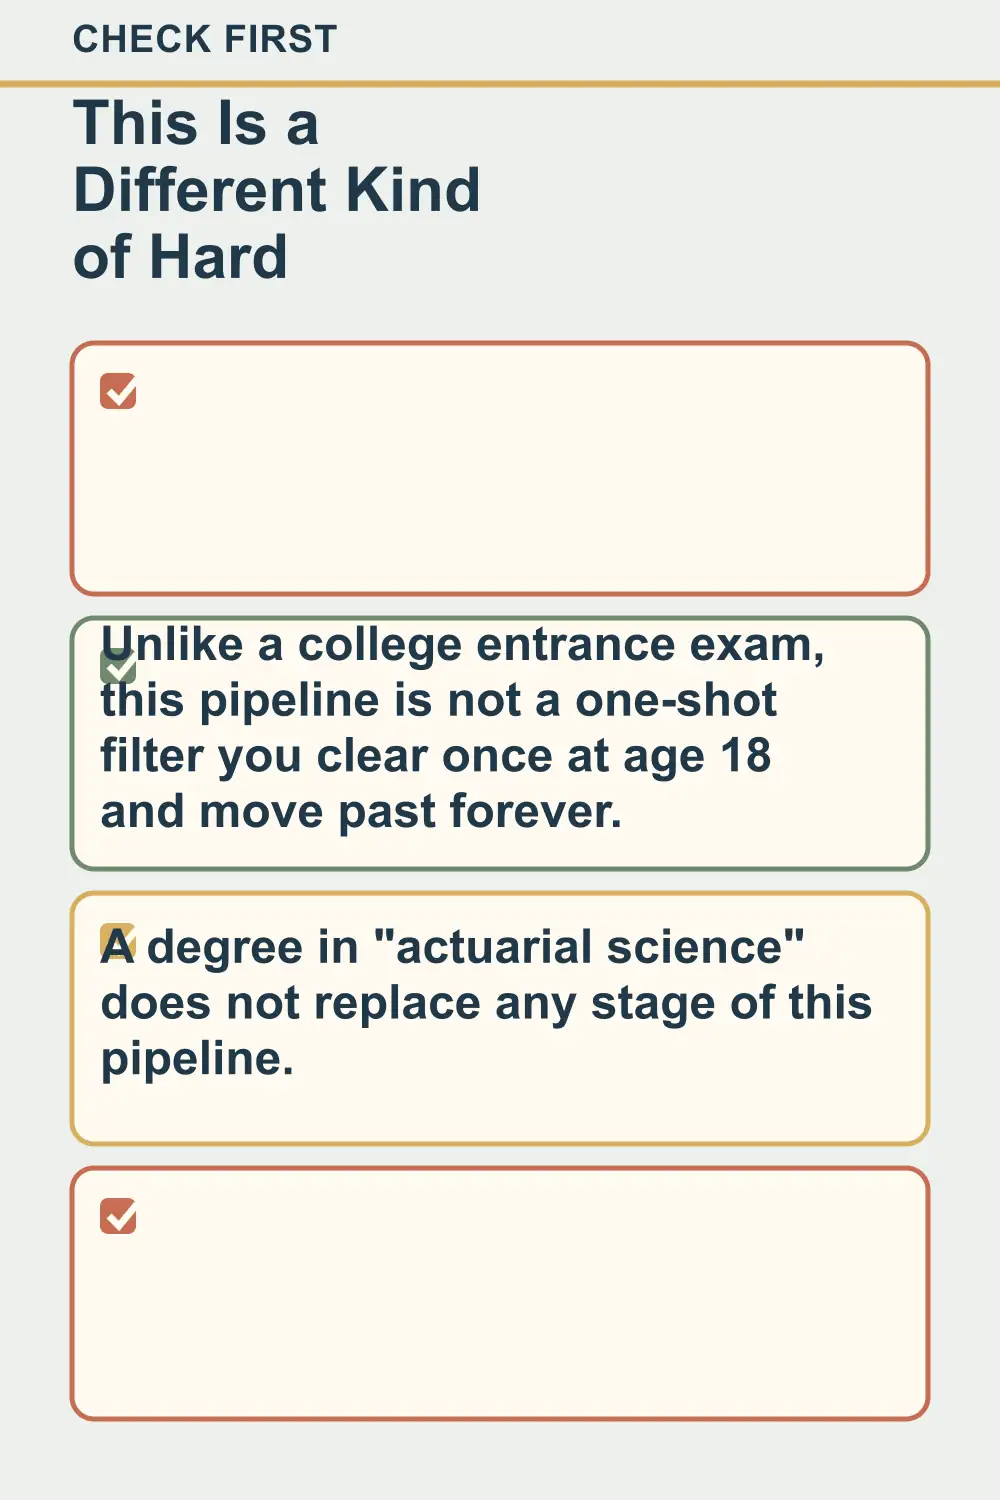 CHECK FIRST
This Is a
Different Kind
of Hard
Unlike a college entrance exam,
this pipeline is not a one-shot
filter you clear once at age 18
and move past forever.
A degree in "actuarial science"
does not replace any stage of this
pipeline.